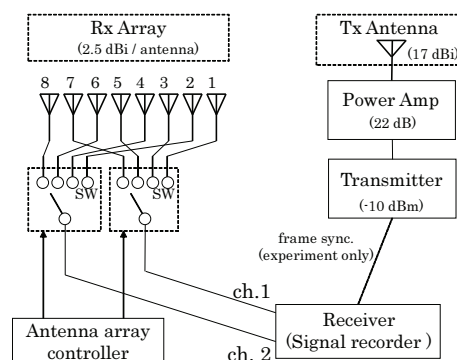 Rx Array
(2.5 dBi / antenna)
Tx Antenna
(17 dBi)
8 7 6 5 4 3 2 1
Power Amp
(22 dB)
Transmitter
(-10 dBm)
SW
SW
frame sync.
(experiment only)
ch.1
ch. 2
Antenna array
controller
Receiver
(Signal recorder )